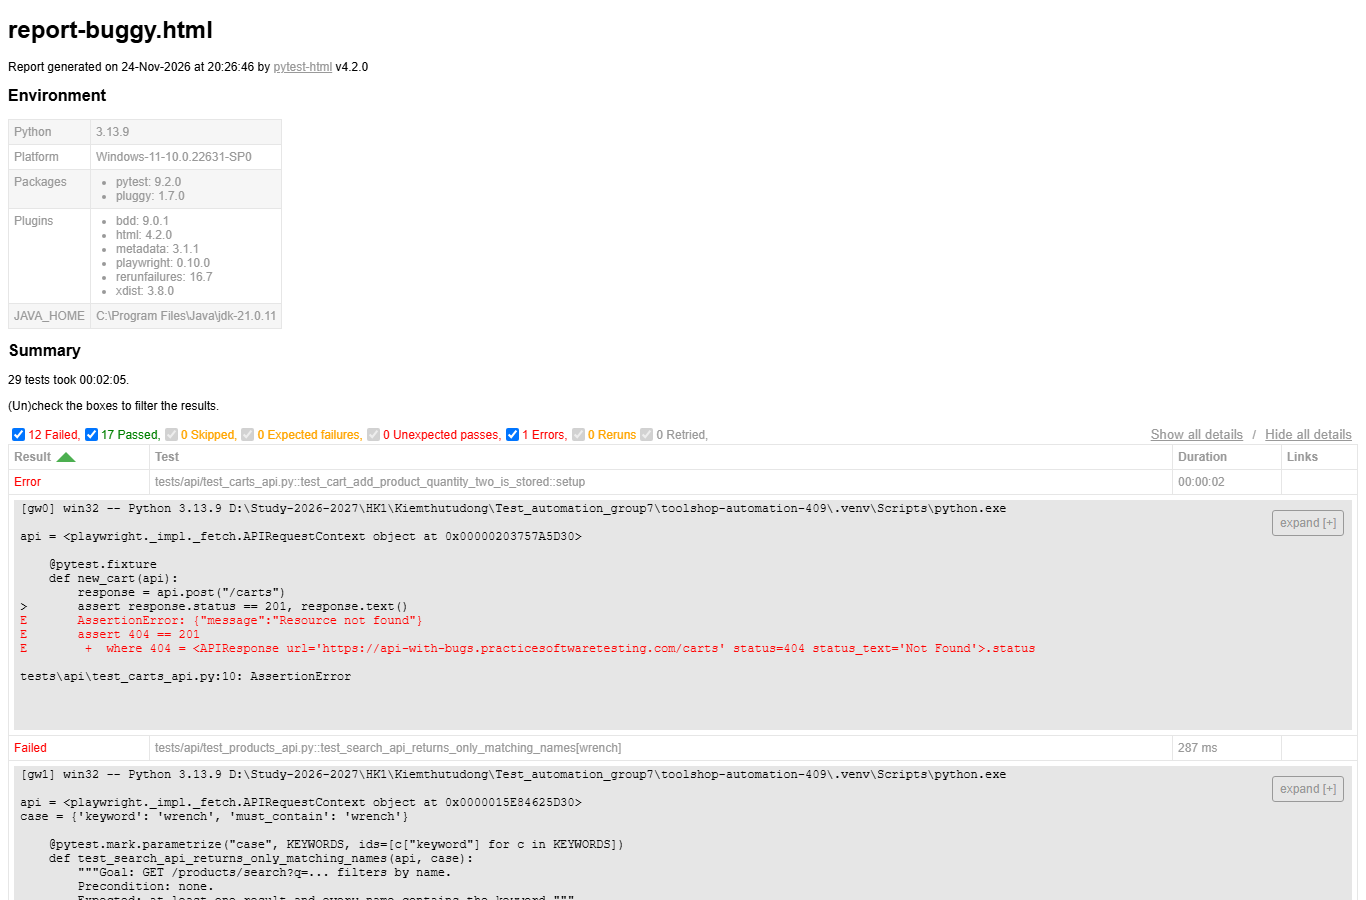 report-buggy.html
Report generated on 24-Nov-2026 at 20:26:46 by pytest-html v4.2.0
Environment
Python 3.13.9
Platform Windows-11-10.0.22631-SP0
Packages
pytest: 9.2.0
pluggy: 1.7.0
Plugins
bdd: 9.0.1
html: 4.2.0
metadata: 3.1.1
playwright: 0.10.0
rerunfailures: 16.7
xdist: 3.8.0
JAVA_HOME C:\Program Files\Java\jdk-21.0.11
Summary
29 tests took 00:02:05.
(Un)check the boxes to filter the results.
12 Failed, 17 Passed, 0 Skipped, 0 Expected failures, 0 Unexpected passes, 1 Errors, 0 Reruns 0 Retried, Show all details / Hide all details
Result Test Duration Links
Error tests/api/test_carts_api.py::test_cart_add_product_quantity_two_is_stored::setup 00:00:02
[gw0] win32 -- Python 3.13.9 D:\Study-2026-2027\HK1\Kiemthutudong\Test_automation_group7\toolshop-automation-409\.venv\Scripts\python.exe
expand [+]
api = <playwright._impl._fetch.APIRequestContext object at 0x00000203757A5D30>
@pytest.fixture
def new_cart(api):
response = api.post("/carts")
> assert response.status == 201, response.text()
E AssertionError: {"message":"Resource not found"}
E assert 404 == 201
E + where 404 = <APIResponse url='https://api-with-bugs.practicesoftwaretesting.com/carts' status=404 status_text='Not Found'>.status
tests\api\test_carts_api.py:10: AssertionError
Failed tests/api/test_products_api.py::test_search_api_returns_only_matching_names[wrench] 287 ms
[gw1] win32 -- Python 3.13.9 D:\Study-2026-2027\HK1\Kiemthutudong\Test_automation_group7\toolshop-automation-409\.venv\Scripts\python.exe
expand [+]
api = <playwright._impl._fetch.APIRequestContext object at 0x0000015E84625D30>
case = {'keyword': 'wrench', 'must_contain': 'wrench'}
@pytest.mark.parametrize("case", KEYWORDS, ids=[c["keyword"] for c in KEYWORDS])
def test_search_api_returns_only_matching_names(api, case):
"""Goal: GET /products/search?q=... filters by name.
Precondition: none.
Expected: at least one result and every name contains the keyword."""